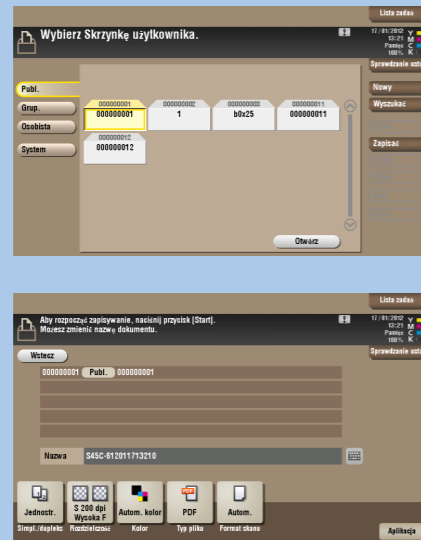 Lista zadań
Wybierz Skrzynkę użytkownika.
17/01/2012
13:21
Pamięć
100%
Y
M
C
K
Sprawdzanie
Publ.
Grup.
Osobista
System
000000001
000000001
000000002
1
000000003
b0x25
000000011
000000011
000000012
000000012
Nowy
Wyszukać
Zapisać
Otwórz
Lista zadań
Aby rozpocząć zapisywanie, naciśnij przycisk [Start].
Możesz zmienić nazwę dokumentu.
17/01/2012
13:21
Pamięć
100%
Y
M
C
K
Sprawdzanie
Wstecz
000000001 Publ. 000000001
Nazwa S45C-612011713210
Jednostr.
S 200 dpi
Wysoka F
Autom. kolor
PDF
Autom.
Simpl./dupleks
Rozdzielczość
Kolor
Typ pliku
Format skanu
Aplikacja